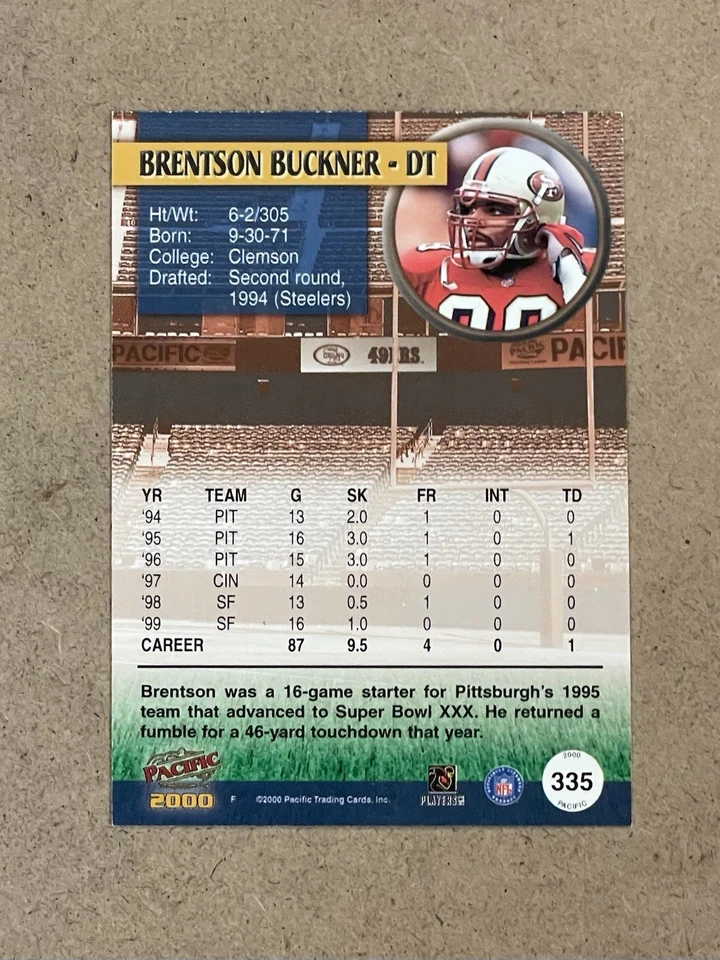 BRENTSON BUCKNER - DT
Ht/Wt: 6-2/305
Born: 9-30-71
College: Clemson
Drafted: Second round,
1994 (Steelers)
PACIFIC 49ERS. PACIF
YR TEAM G SK FR INT TD
'94 PIT 13 2.0 1 0 0
'95 PIT 16 3.0 1 0 1
'96 PIT 15 3.0 1 0 0
'97 CIN 14 0.0 0 0 0
'98 SF 13 0.5 1 0 0
'99 SF 16 1.0 0 0 0
CAREER 87 9.5 4 0 1
Brentson was a 16-game starter for Pittsburgh's 1995
team that advanced to Super Bowl XXX. He returned a
fumble for a 46-yard touchdown that year.
PACIFIC
2000
F
©2000 Pacific Trading Cards, Inc.
PLAYERS
NFL
2000
335
PACIFIC